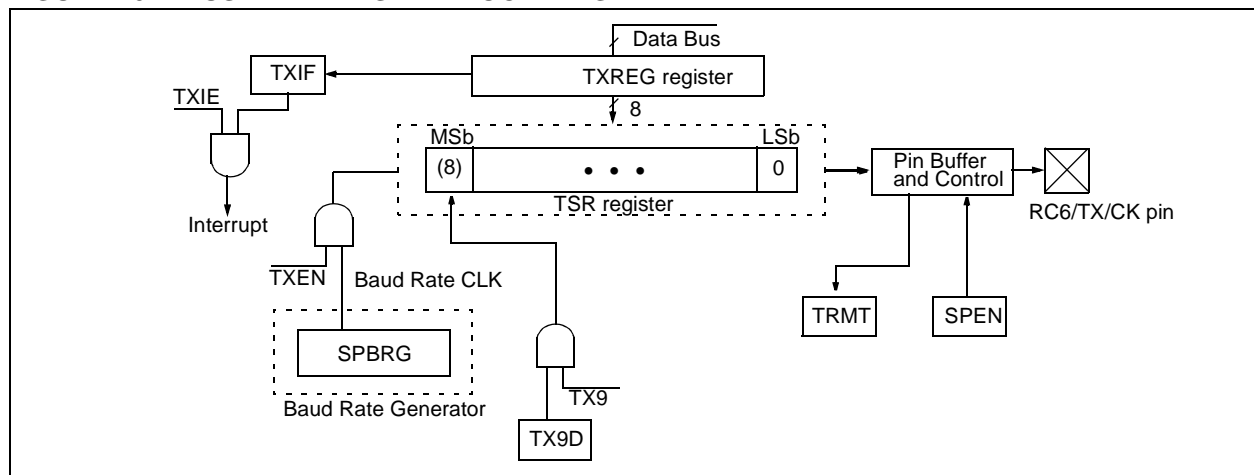 Data Bus
TXIF
TXREG register
TXIE
8
MSb
LSb
(8)
• • •
0
Pin Buffer
and Control
TSR register
RC6/TX/CK pin
Interrupt
TXEN
Baud Rate CLK
TRMT
SPEN
SPBRG
TX9
Baud Rate Generator
TX9D